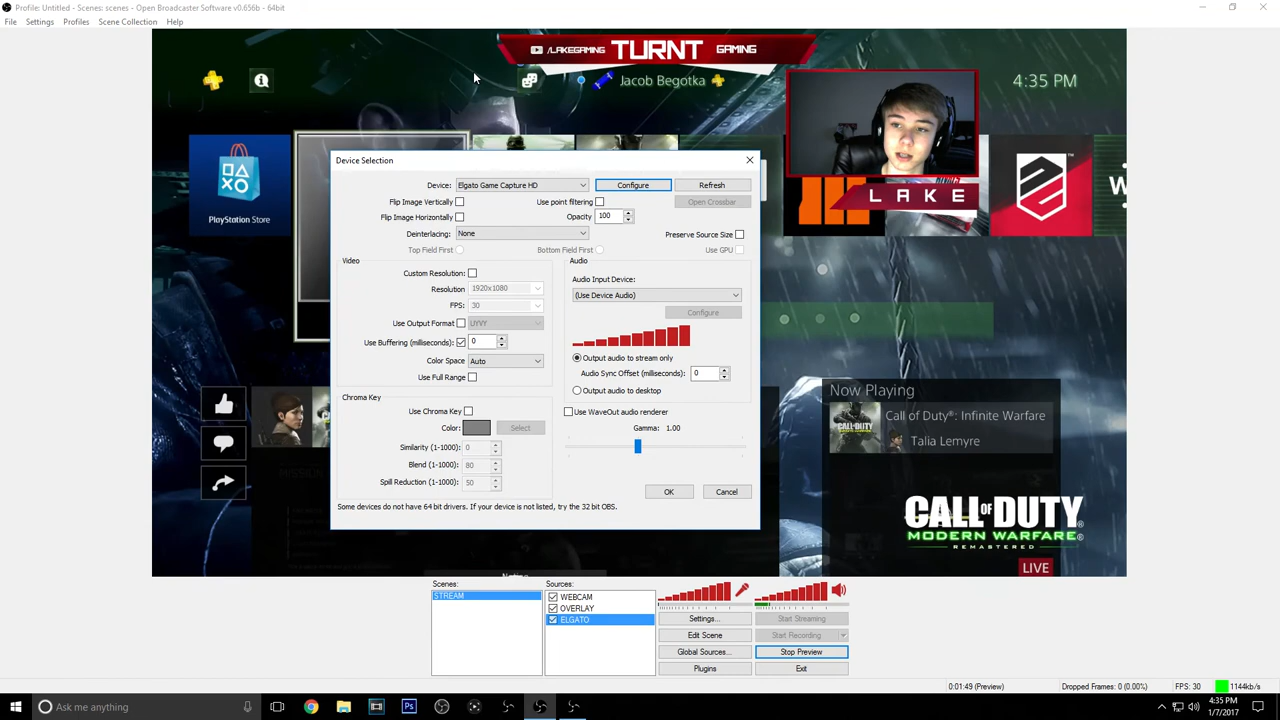 Profile: Untitled - Scenes: scenes - Open Broadcaster Software v0.656b - 64bit
File Settings Profiles Scene Collection Help
/LAKEGAMING TURNT GAMING
Jacob Begotka
4:35 PM
PlayStation Store
LAKE
Device Selection
Device: Elgato Game Capture HD Configure Refresh
Flip Image Vertically Use point filtering Open Crossbar
Flip Image Horizontally Opacity 100
Deinterlacing: None Preserve Source Size
Top Field First Bottom Field First Use GPU
Video
Custom Resolution:
Resolution 1920x1080
FPS: 30
Use Output Format UYVY
Use Buffering (milliseconds): 0
Color Space Auto
Use Full Range
Audio
Audio Input Device:
(Use Device Audio)
Configure
Output audio to stream only
Audio Sync Offset (milliseconds): 0
Output audio to desktop
Use WaveOut audio renderer
Gamma: 1.00
Chroma Key
Use Chroma Key
Color: Select
Similarity (1-1000): 0
Blend (1-1000): 80
Spill Reduction (1-1000): 50
OK Cancel
Some devices do not have 64 bit drivers. If your device is not listed, try the 32 bit OBS.
Now Playing
Call of Duty®: Infinite Warfare
Talia Lemyre
CALL OF DUTY
MODERN WARFARE
REMASTERED
LIVE
Scenes:
STREAM
Sources:
WEBCAM
OVERLAY
ELGATO
Settings... Start Streaming
Edit Scene Start Recording
Global Sources... Stop Preview
Plugins Exit
0:01:49 (Preview) Dropped Frames: 0 (0.00%) FPS: 30 1144kb/s
Ask me anything
Ps
4:35 PM
1/7/2017